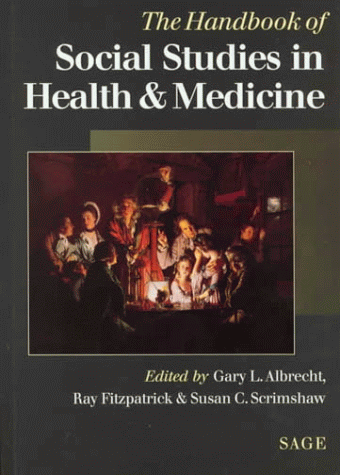 The Handbook of
Social Studies in
Health & Medicine
Edited by Gary L. Albrecht,
Ray Fitzpatrick & Susan C. Scrimshaw
SAGE